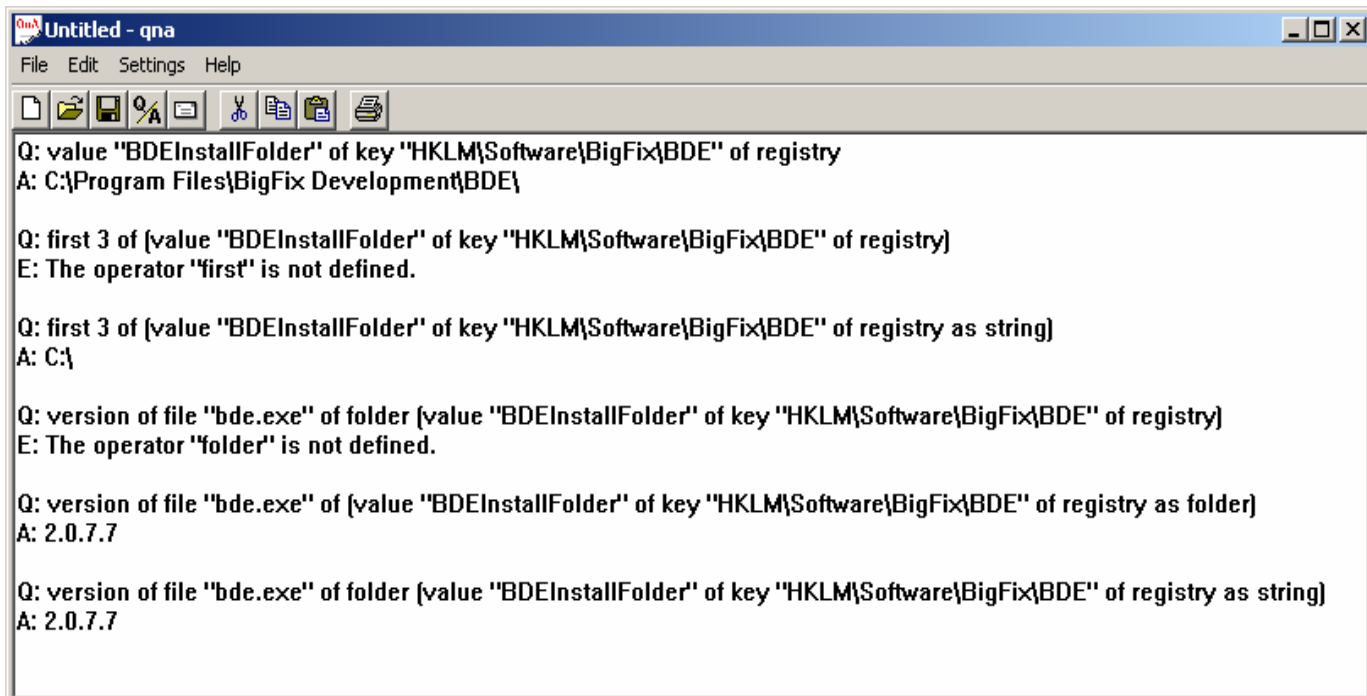 QnA Untitled - qna
File Edit Settings Help
Q/A
Q: value "BDEInstallFolder" of key "HKLM\Software\BigFix\BDE" of registry
A: C:\Program Files\BigFix Development\BDE\
Q: first 3 of (value "BDEInstallFolder" of key "HKLM\Software\BigFix\BDE" of registry)
E: The operator "first" is not defined.
Q: first 3 of (value "BDEInstallFolder" of key "HKLM\Software\BigFix\BDE" of registry as string)
A: C:\
Q: version of file "bde.exe" of folder (value "BDEInstallFolder" of key "HKLM\Software\BigFix\BDE" of registry)
E: The operator "folder" is not defined.
Q: version of file "bde.exe" of (value "BDEInstallFolder" of key "HKLM\Software\BigFix\BDE" of registry as folder)
A: 2.0.7.7
Q: version of file "bde.exe" of folder (value "BDEInstallFolder" of key "HKLM\Software\BigFix\BDE" of registry as string)
A: 2.0.7.7